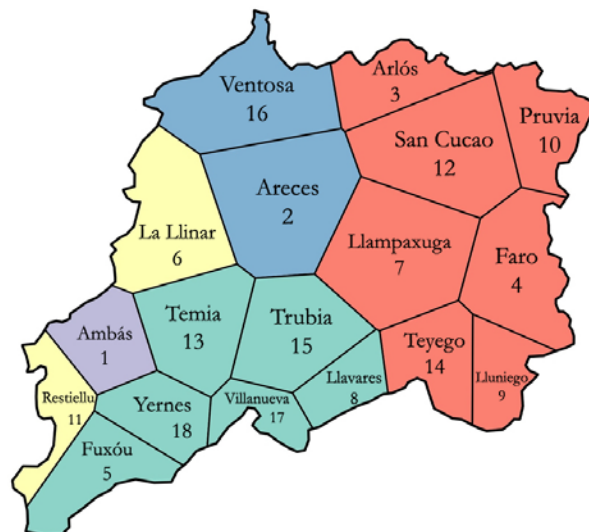 Ventosa
16
Arlós
3
Pruvia
10
San Cucao
12
Areces
2
La Llinar
6
Llampaxuga
7
Faro
4
Ambás
1
Temia
13
Trubia
15
Teyego
14
Lluniego
9
Restiellu
11
Yernes
18
Villanueva
17
Llavares
8
Fuxóu
5